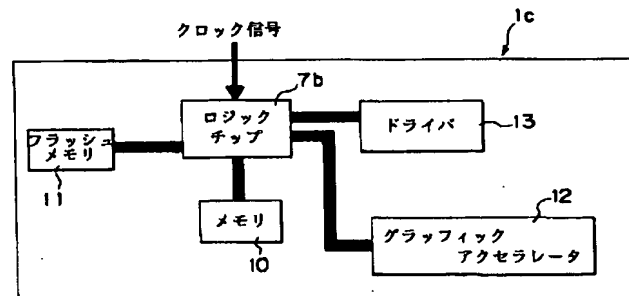 クロック信号
1c
7b
ロジック
チップ
ドライバ
13
フラッシュ
メモリ
11
メモリ
10
12
グラッフィック
アクセラレータ